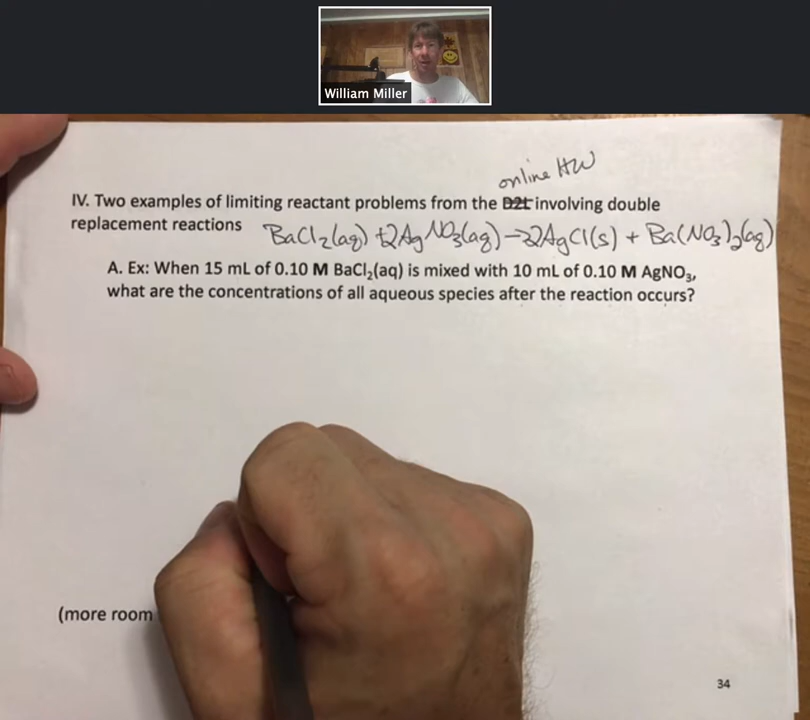 William Miller
online HW
IV. Two examples of limiting reactant problems from the D2L involving double
replacement reactions BaCl₂(aq) + 2AgNO₃(aq) → 2AgCl(s) + Ba(NO₃)₂(aq)
A. Ex: When 15 mL of 0.10 M BaCl₂(aq) is mixed with 10 mL of 0.10 M AgNO₃,
what are the concentrations of all aqueous species after the reaction occurs?
(more room
34